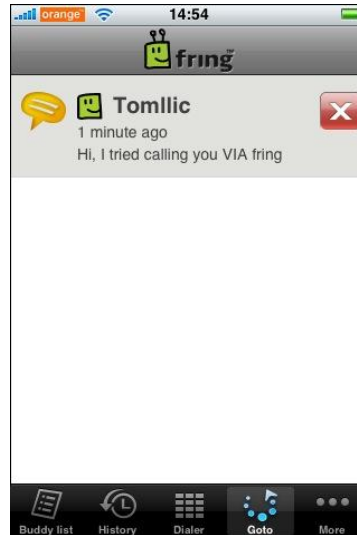 orange 14:54
fring™
Tomllic
1 minute ago
Hi, I tried calling you VIA fring
Buddy list History Dialer Goto More